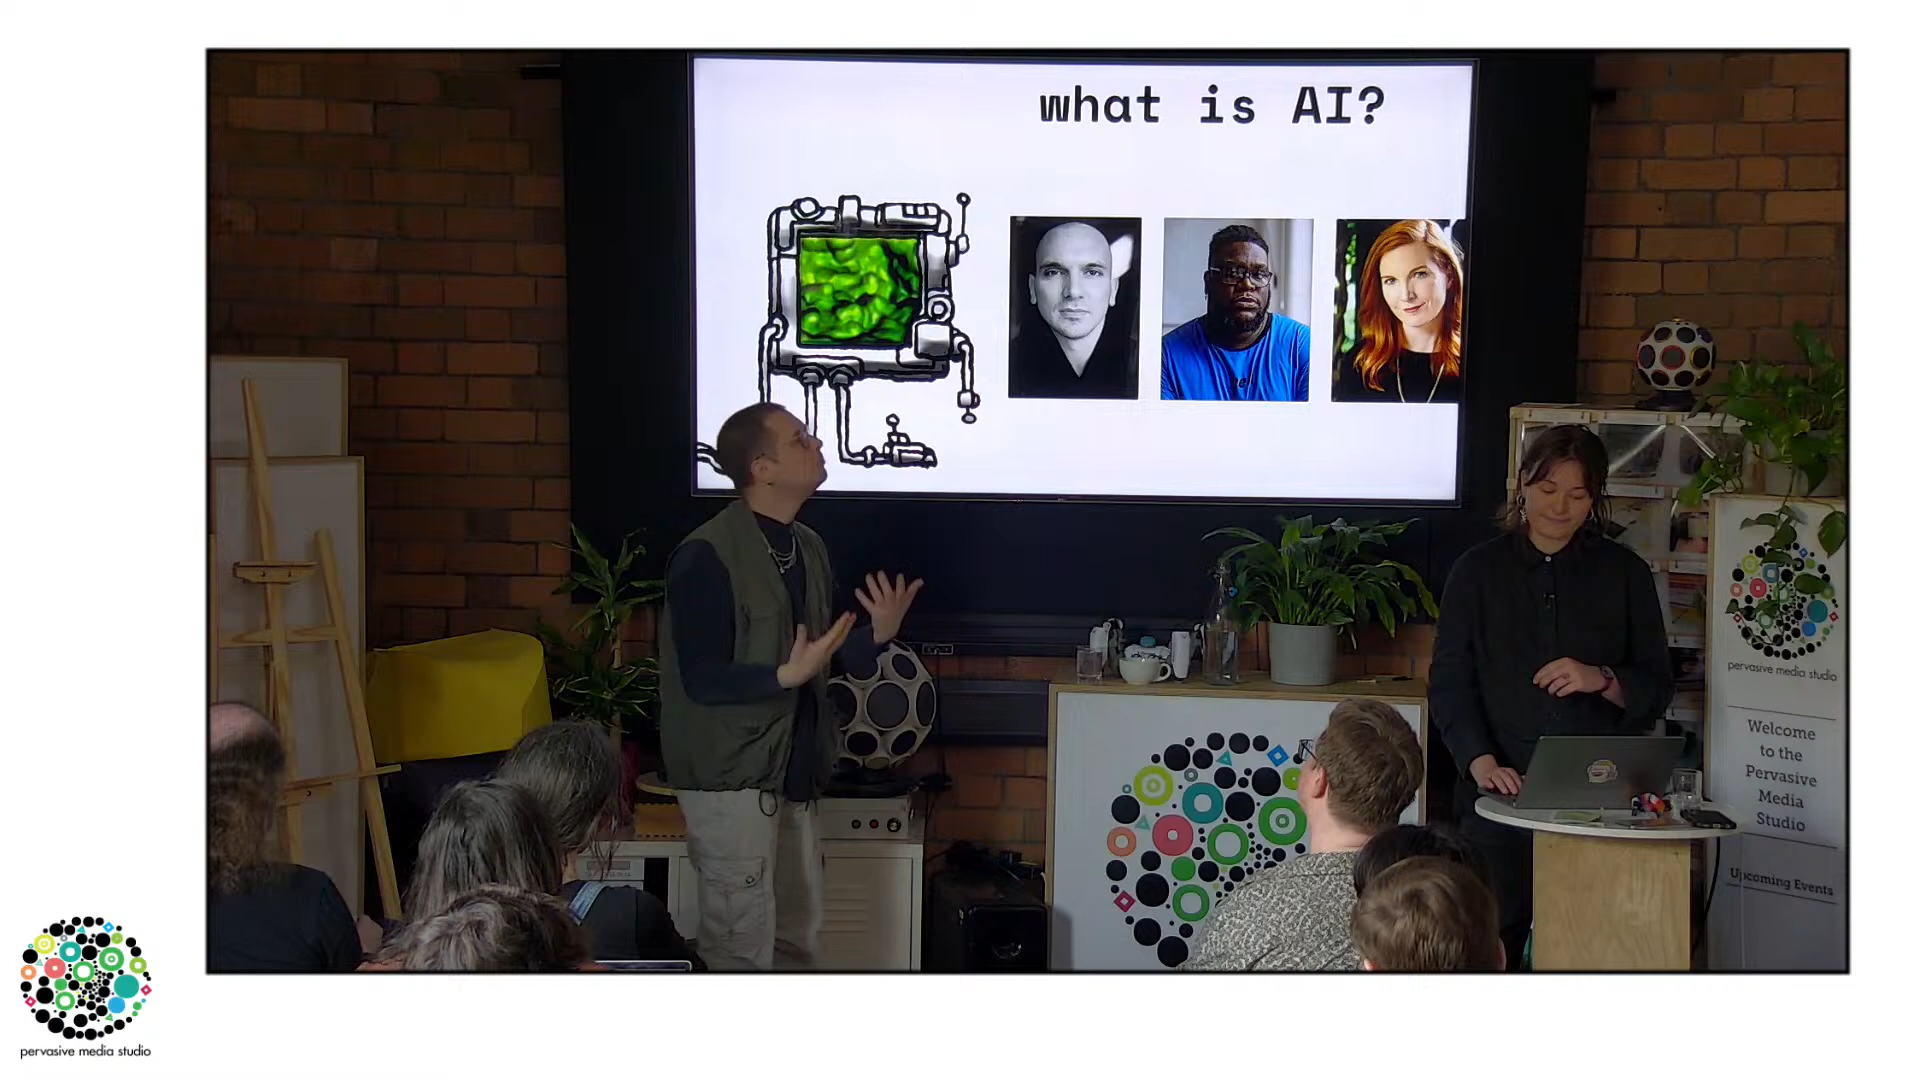 what is AI?
pervasive media studio
Welcome
to the
Pervasive
Media
Studio
Upcoming Events
pervasive media studio